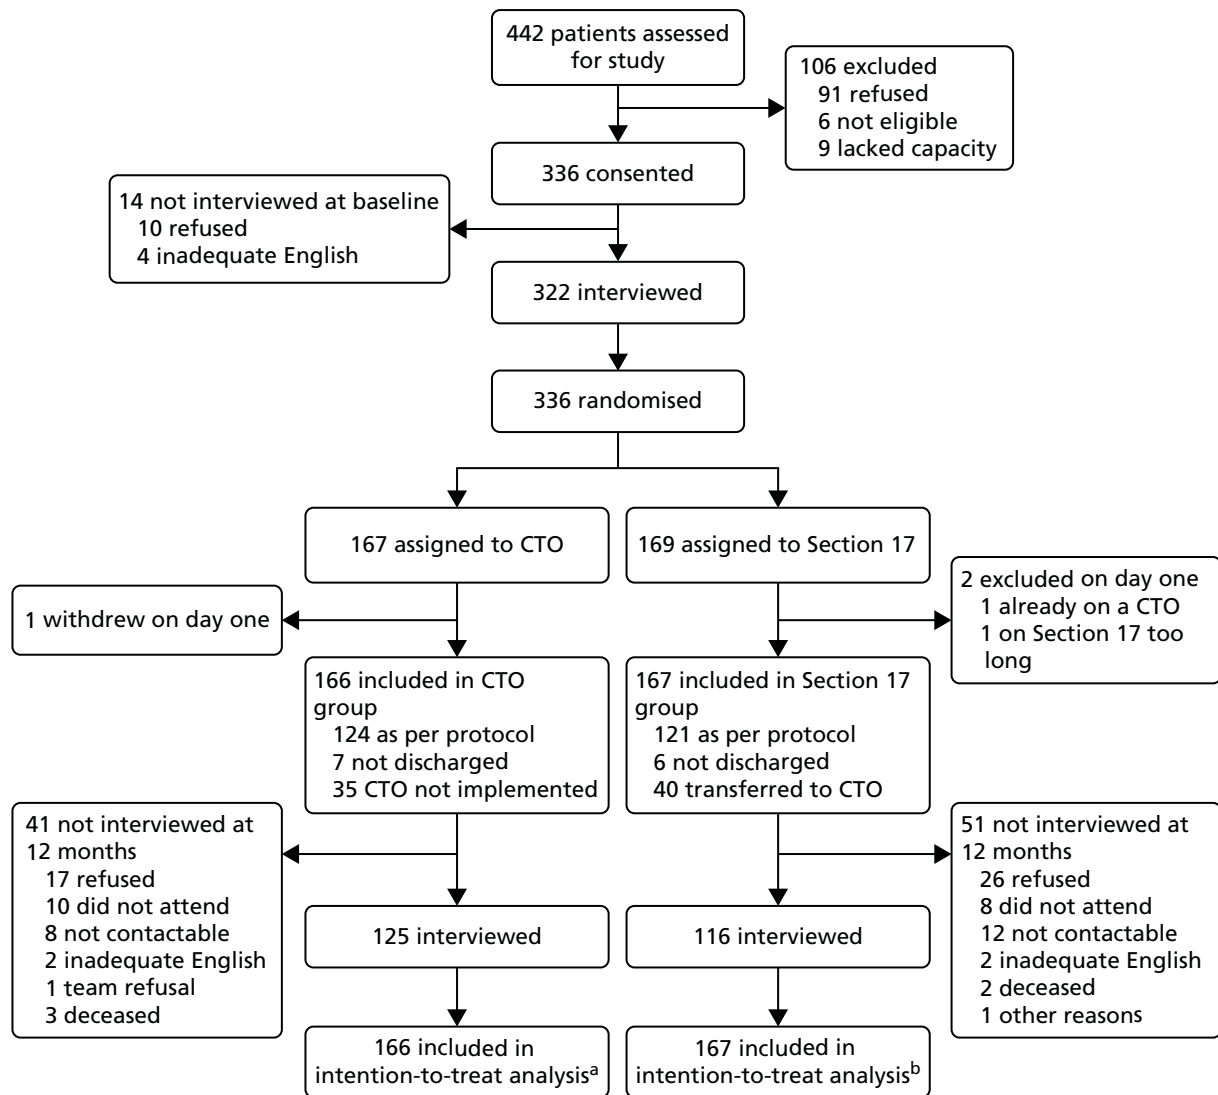 442 patients assessed
for study
106 excluded
91 refused
6 not eligible
9 lacked capacity
336 consented
14 not interviewed at baseline
10 refused
4 inadequate English
322 interviewed
336 randomised
167 assigned to CTO
169 assigned to Section 17
1 withdrew on day one
2 excluded on day one
1 already on a CTO
1 on Section 17 too
long
166 included in CTO
group
124 as per protocol
7 not discharged
35 CTO not implemented
167 included in Section 17
group
121 as per protocol
6 not discharged
40 transferred to CTO
41 not interviewed at
12 months
17 refused
10 did not attend
8 not contactable
2 inadequate English
1 team refusal
3 deceased
51 not interviewed at
12 months
26 refused
8 did not attend
12 not contactable
2 inadequate English
2 deceased
1 other reasons
125 interviewed
116 interviewed
166 included in
intention-to-treat analysisᵃ
167 included in
intention-to-treat analysisᵇ